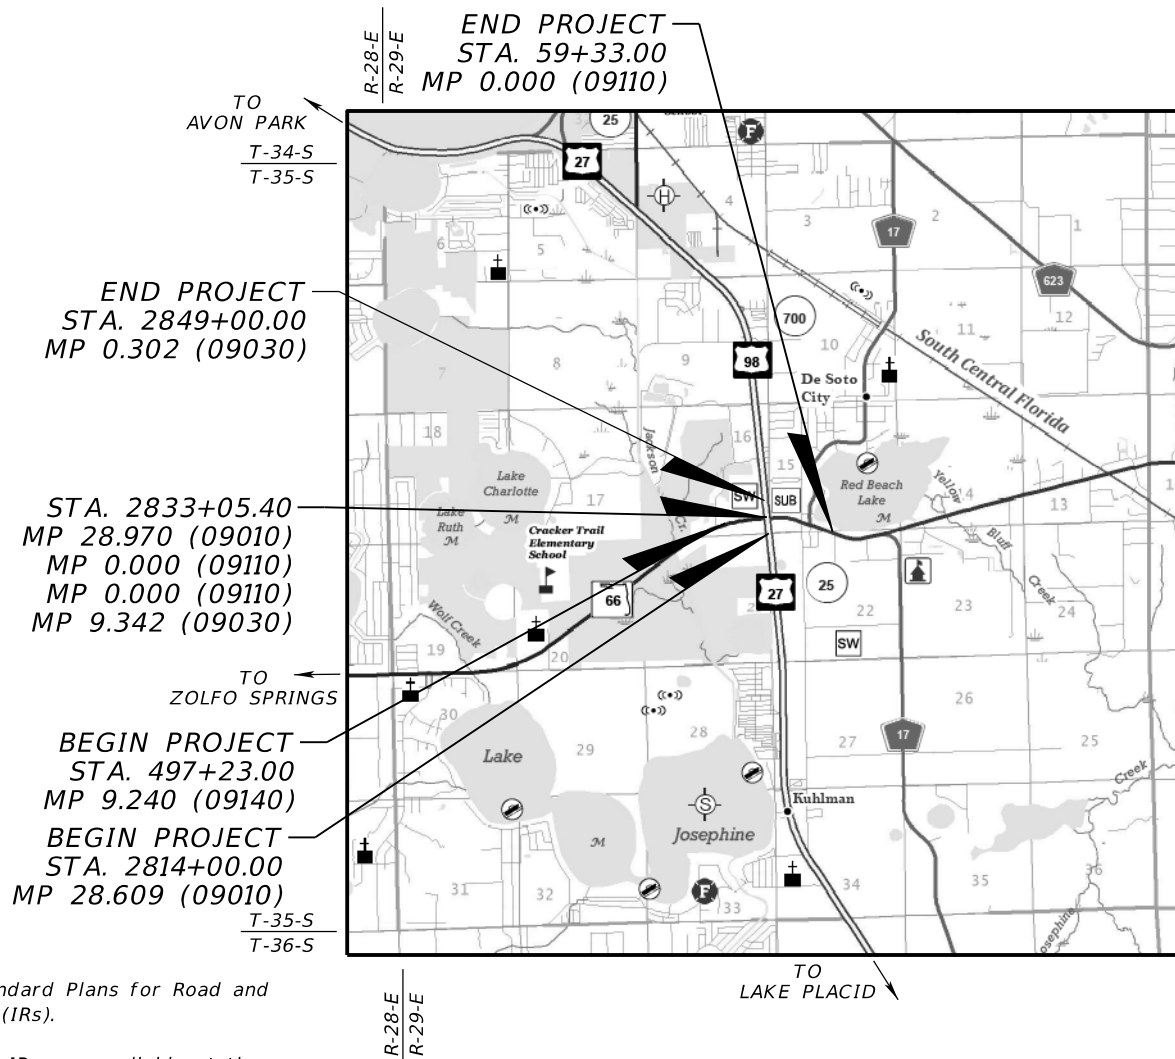 R-28-E
R-29-E
END PROJECT
STA. 59+33.00
MP 0.000 (09110)
TO
AVON PARK
T-34-S
T-35-S
25
F
27
H
4
3
2
1
17
6
5
623
END PROJECT
STA. 2849+00.00
MP 0.302 (09030)
700
12
11
10
South Central Florida
7
8
9
98
De Soto
City
18
16
15
Jackson
Cr.
Lake
Charlotte
M
17
SW
SUB
Red Beach
Lake
M
Yellow
Bluff
Creek
14
13
STA. 2833+05.40
MP 28.970 (09010)
MP 0.000 (09110)
MP 0.000 (09110)
MP 9.342 (09030)
Lake
Ruth
M
Cracker Trail
Elementary
School
66
27
25
22
23
24
Wolf Creek
SW
19
20
TO
ZOLFO SPRINGS
26
30
28
29
27
17
25
BEGIN PROJECT
STA. 497+23.00
MP 9.240 (09140)
Lake
Creek
S
Kuhlman
BEGIN PROJECT
STA. 2814+00.00
MP 28.609 (09010)
M
Josephine
31
32
F
33
34
35
36
T-35-S
T-36-S
TO
LAKE PLACID
ndard Plans for Road and
(IRs).
R-28-E
R-29-E